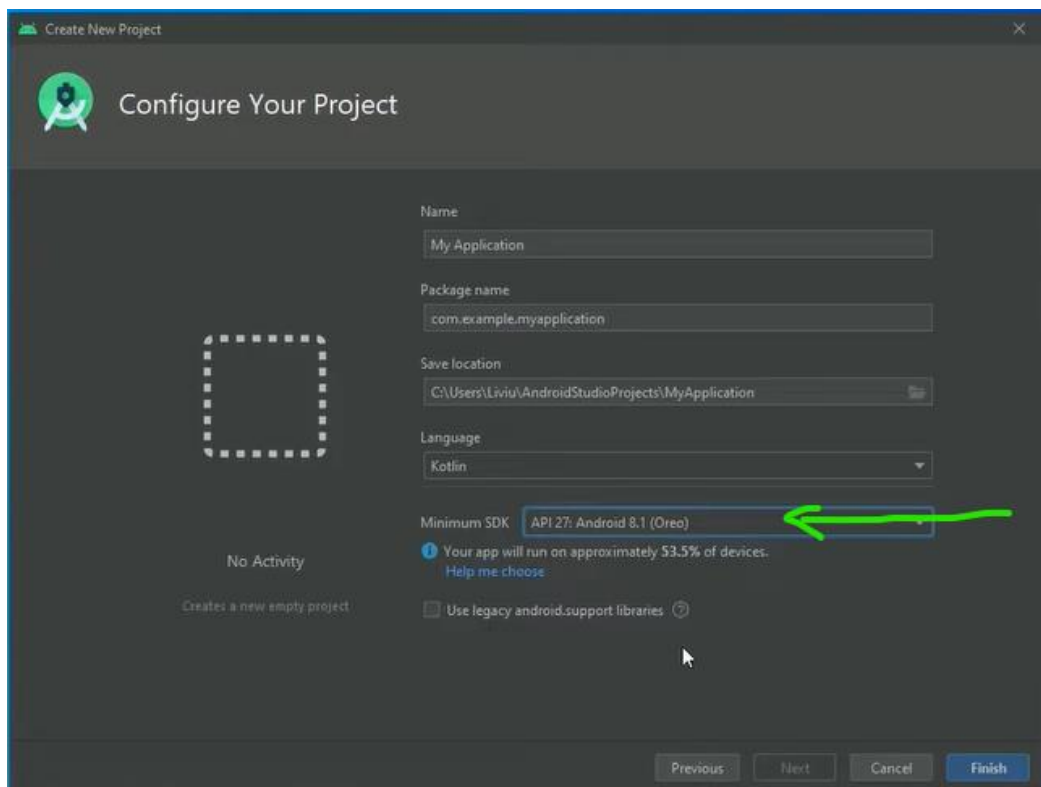 Create New Project
Configure Your Project
Name
My Application
Package name
com.example.myapplication
Save location
C:\Users\Liviu\AndroidStudioProjects\MyApplication
Language
Kotlin
Minimum SDK API 27: Android 8.1 (Oreo)
Your app will run on approximately 53.5% of devices.
Help me choose
Use legacy android.support libraries
No Activity
Creates a new empty project
Previous Next Cancel Finish